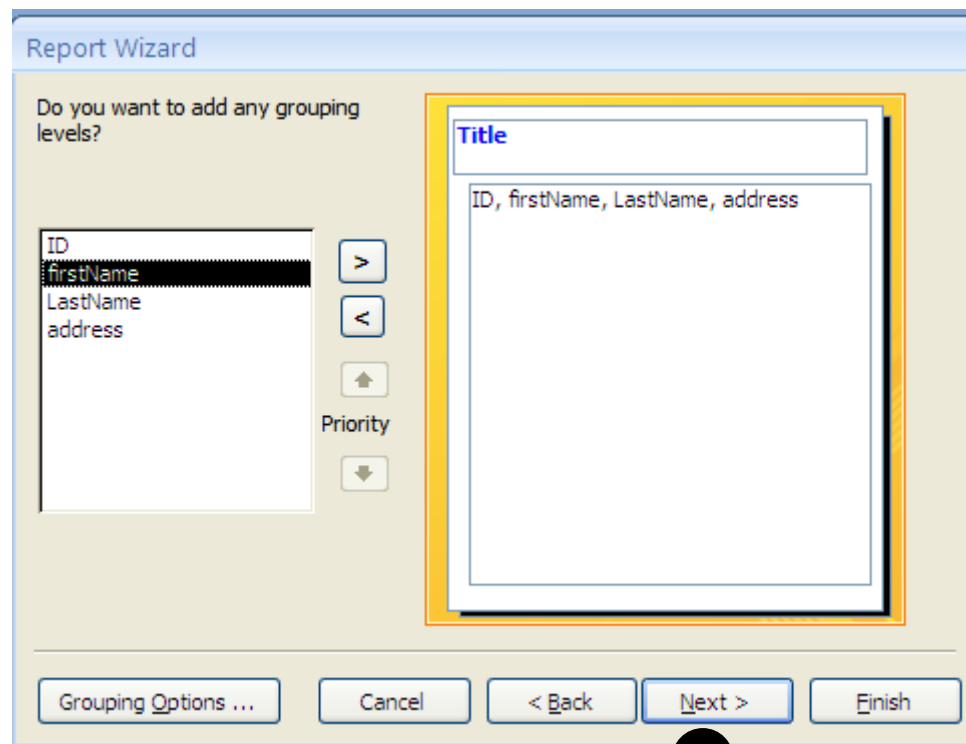 Report Wizard
Do you want to add any grouping
levels?
Title
ID, firstName, LastName, address
ID
firstName
LastName
address
>
<
Priority
Grouping Options ...
Cancel
< Back
Next >
Finish